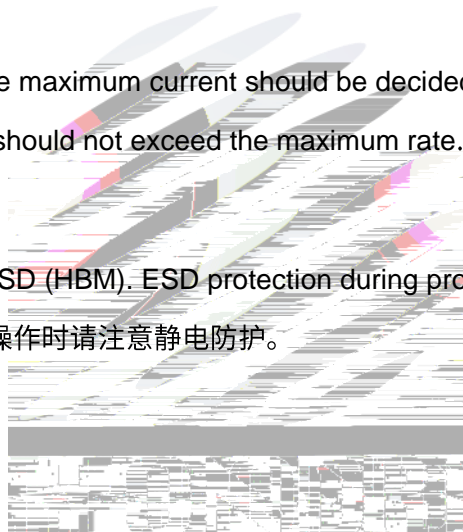 e maximum current should be decided
should not exceed the maximum rate.
SD (HBM). ESD protection during pro
操作时请注意静电防护。